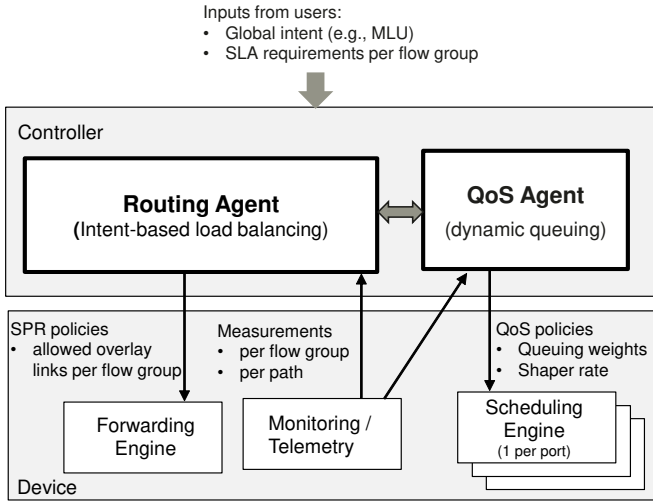 Inputs from users:
• Global intent (e.g., MLU)
• SLA requirements per flow group
Controller
Routing Agent
(Intent-based load balancing)
QoS Agent
(dynamic queuing)
SPR policies
• allowed overlay
links per flow group
Measurements
• per flow group
• per path
QoS policies
• Queuing weights
• Shaper rate
Forwarding
Engine
Monitoring /
Telemetry
Scheduling
Engine
(1 per port)
Device